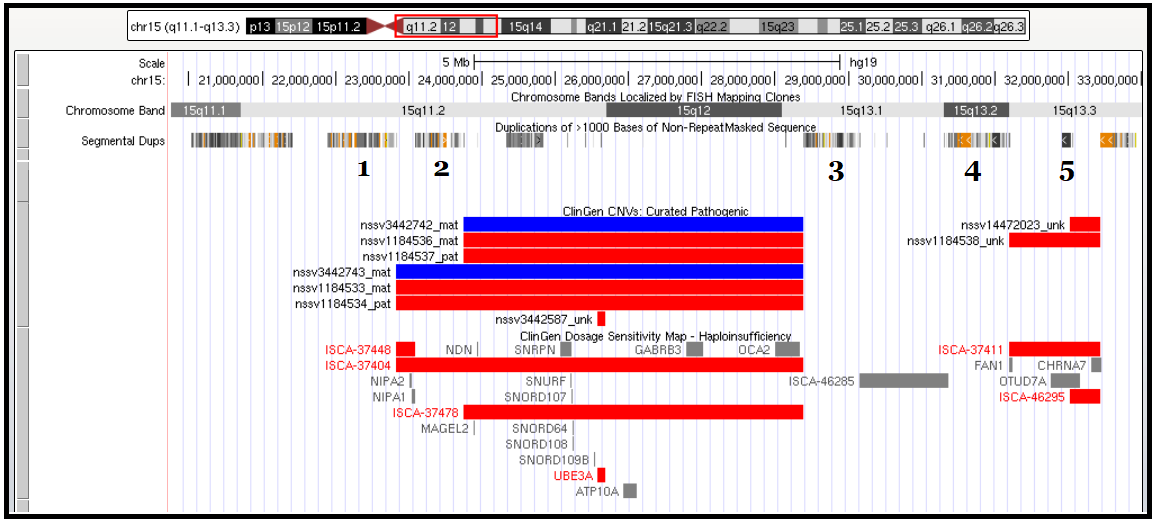 chr15 (q11.1-q13.3) p13 15p12 15p11.2 q11.2 12 15q14 q21.1 21.2 15q21.3 q22.2 15q23 25.1 25.2 25.3 q26.1 q26.2 q26.3
Scale 5 Mb hg19
chr15: 21,000,000 22,000,000 23,000,000 24,000,000 25,000,000 26,000,000 27,000,000 28,000,000 29,000,000 30,000,000 31,000,000 32,000,000 33,000,000
Chromosome Bands Localized by FISH Mapping Clones
Chromosome Band 15q11.1 15q11.2 15q12 15q13.1 15q13.2 15q13.3
Duplications of >1000 Bases of Non-RepeatMasked Sequence
Segmental Dups
1 2 3 4 5
ClinGen CNVs: Curated Pathogenic
nssv3442742_mat nssv14472023_unk
nssv1184536_mat nssv1184538_unk
nssv1184537_pat
nssv3442743_mat
nssv1184533_mat
nssv1184534_pat
nssv3442587_unk
ClinGen Dosage Sensitivity Map - Haploinsufficiency
ISCA-37448 NDN SNRPN GABRB3 OCA2 ISCA-37411
ISCA-37404 FAN1 CHRNA7
NIPA2 SNURF ISCA-46285 OTUD7A
NIPA1 SNORD107 ISCA-46295
ISCA-37478
MAGEL2 SNORD64
SNORD108
SNORD109B
UBE3A
ATP10A